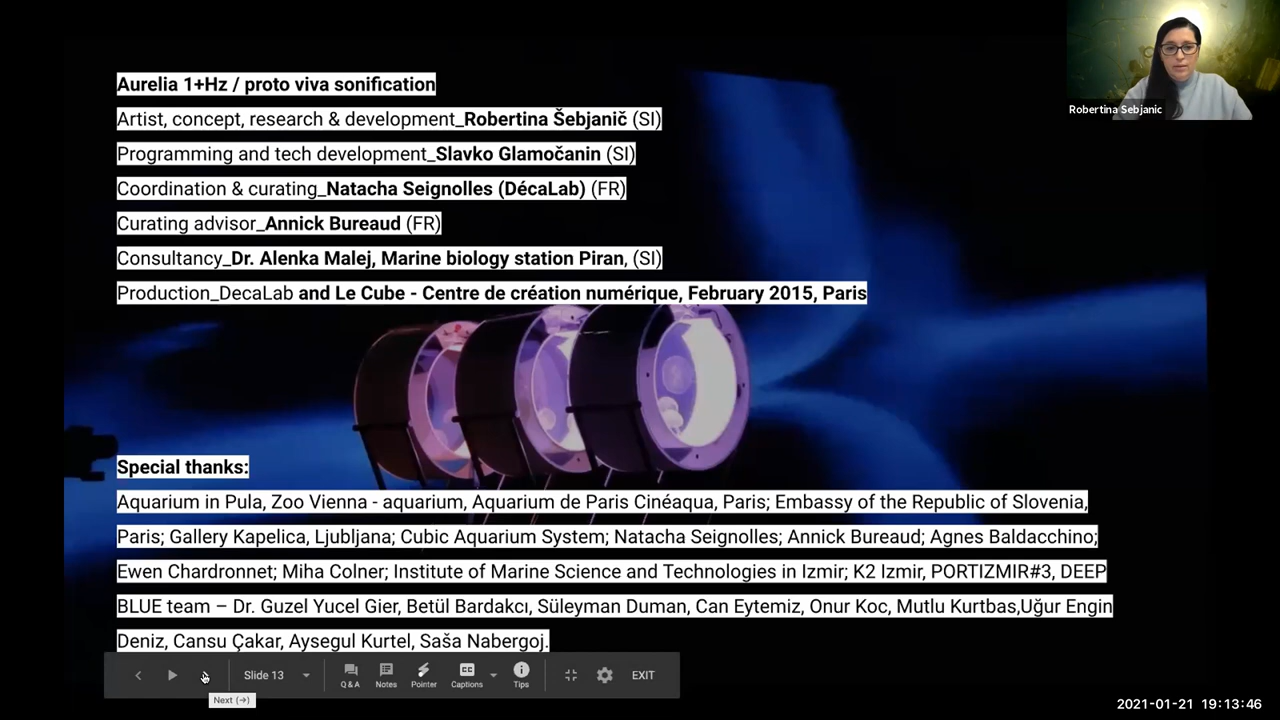 Aurelia 1+Hz / proto viva sonification
Artist, concept, research & development_Robertina Šebjanič (SI)
Programming and tech development_Slavko Glamočanin (SI)
Coordination & curating_Natacha Seignolles (DécaLab) (FR)
Curating advisor_Annick Bureaud (FR)
Consultancy_Dr. Alenka Malej, Marine biology station Piran, (SI)
Production_DecaLab and Le Cube - Centre de création numérique, February 2015, Paris
Robertina Sebjanic
Special thanks:
Aquarium in Pula, Zoo Vienna - aquarium, Aquarium de Paris Cinéaqua, Paris; Embassy of the Republic of Slovenia,
Paris; Gallery Kapelica, Ljubljana; Cubic Aquarium System; Natacha Seignolles; Annick Bureaud; Agnes Baldacchino;
Ewen Chardronnet; Miha Colner; Institute of Marine Science and Technologies in Izmir; K2 Izmir, PORTIZMIR#3, DEEP
BLUE team – Dr. Guzel Yucel Gier, Betül Bardakcı, Süleyman Duman, Can Eytemiz, Onur Koc, Mutlu Kurtbas,Uğur Engin
Deniz, Cansu Çakar, Aysegul Kurtel, Saša Nabergoj.
Slide 13
Q & A Notes Pointer Captions Tips EXIT
Next (→)
2021-01-21 19:13:46